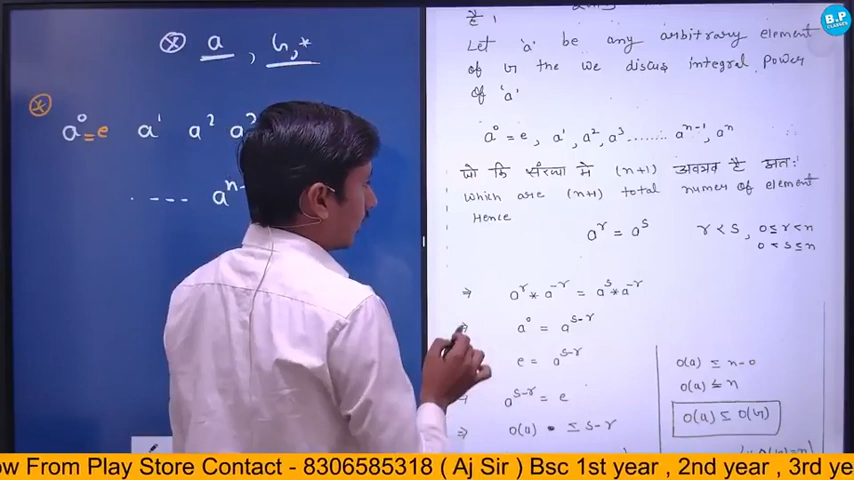 ⊛ a , G,*
⊛ a⁰=e a¹ a² a³
.---- aⁿ⁻
है।
Let 'a' be any arbitrary element
of G the we discus integral power
of 'a'
a⁰ = e, a¹, a², a³ ....... aⁿ⁻¹, aⁿ
जो कि संख्या मे (n+1) अवयव है अतः
which are (n+1) total numer of element
Hence
aʳ = aˢ r < s, 0≤r<n
0<s≤n
⇒ aʳ * a⁻ʳ = aˢ * a⁻ʳ
⇒ a⁰ = aˢ⁻ʳ
e = aˢ⁻ʳ
⇒ aˢ⁻ʳ = e
⇒ O(a) ≤ s-r
O(a) ≤ n-0
O(a) ≤ n
O(a) ≤ O(G)
B.P
CLASSES
ow From Play Store Contact - 8306585318 ( Aj Sir ) Bsc 1st year , 2nd year , 3rd ye